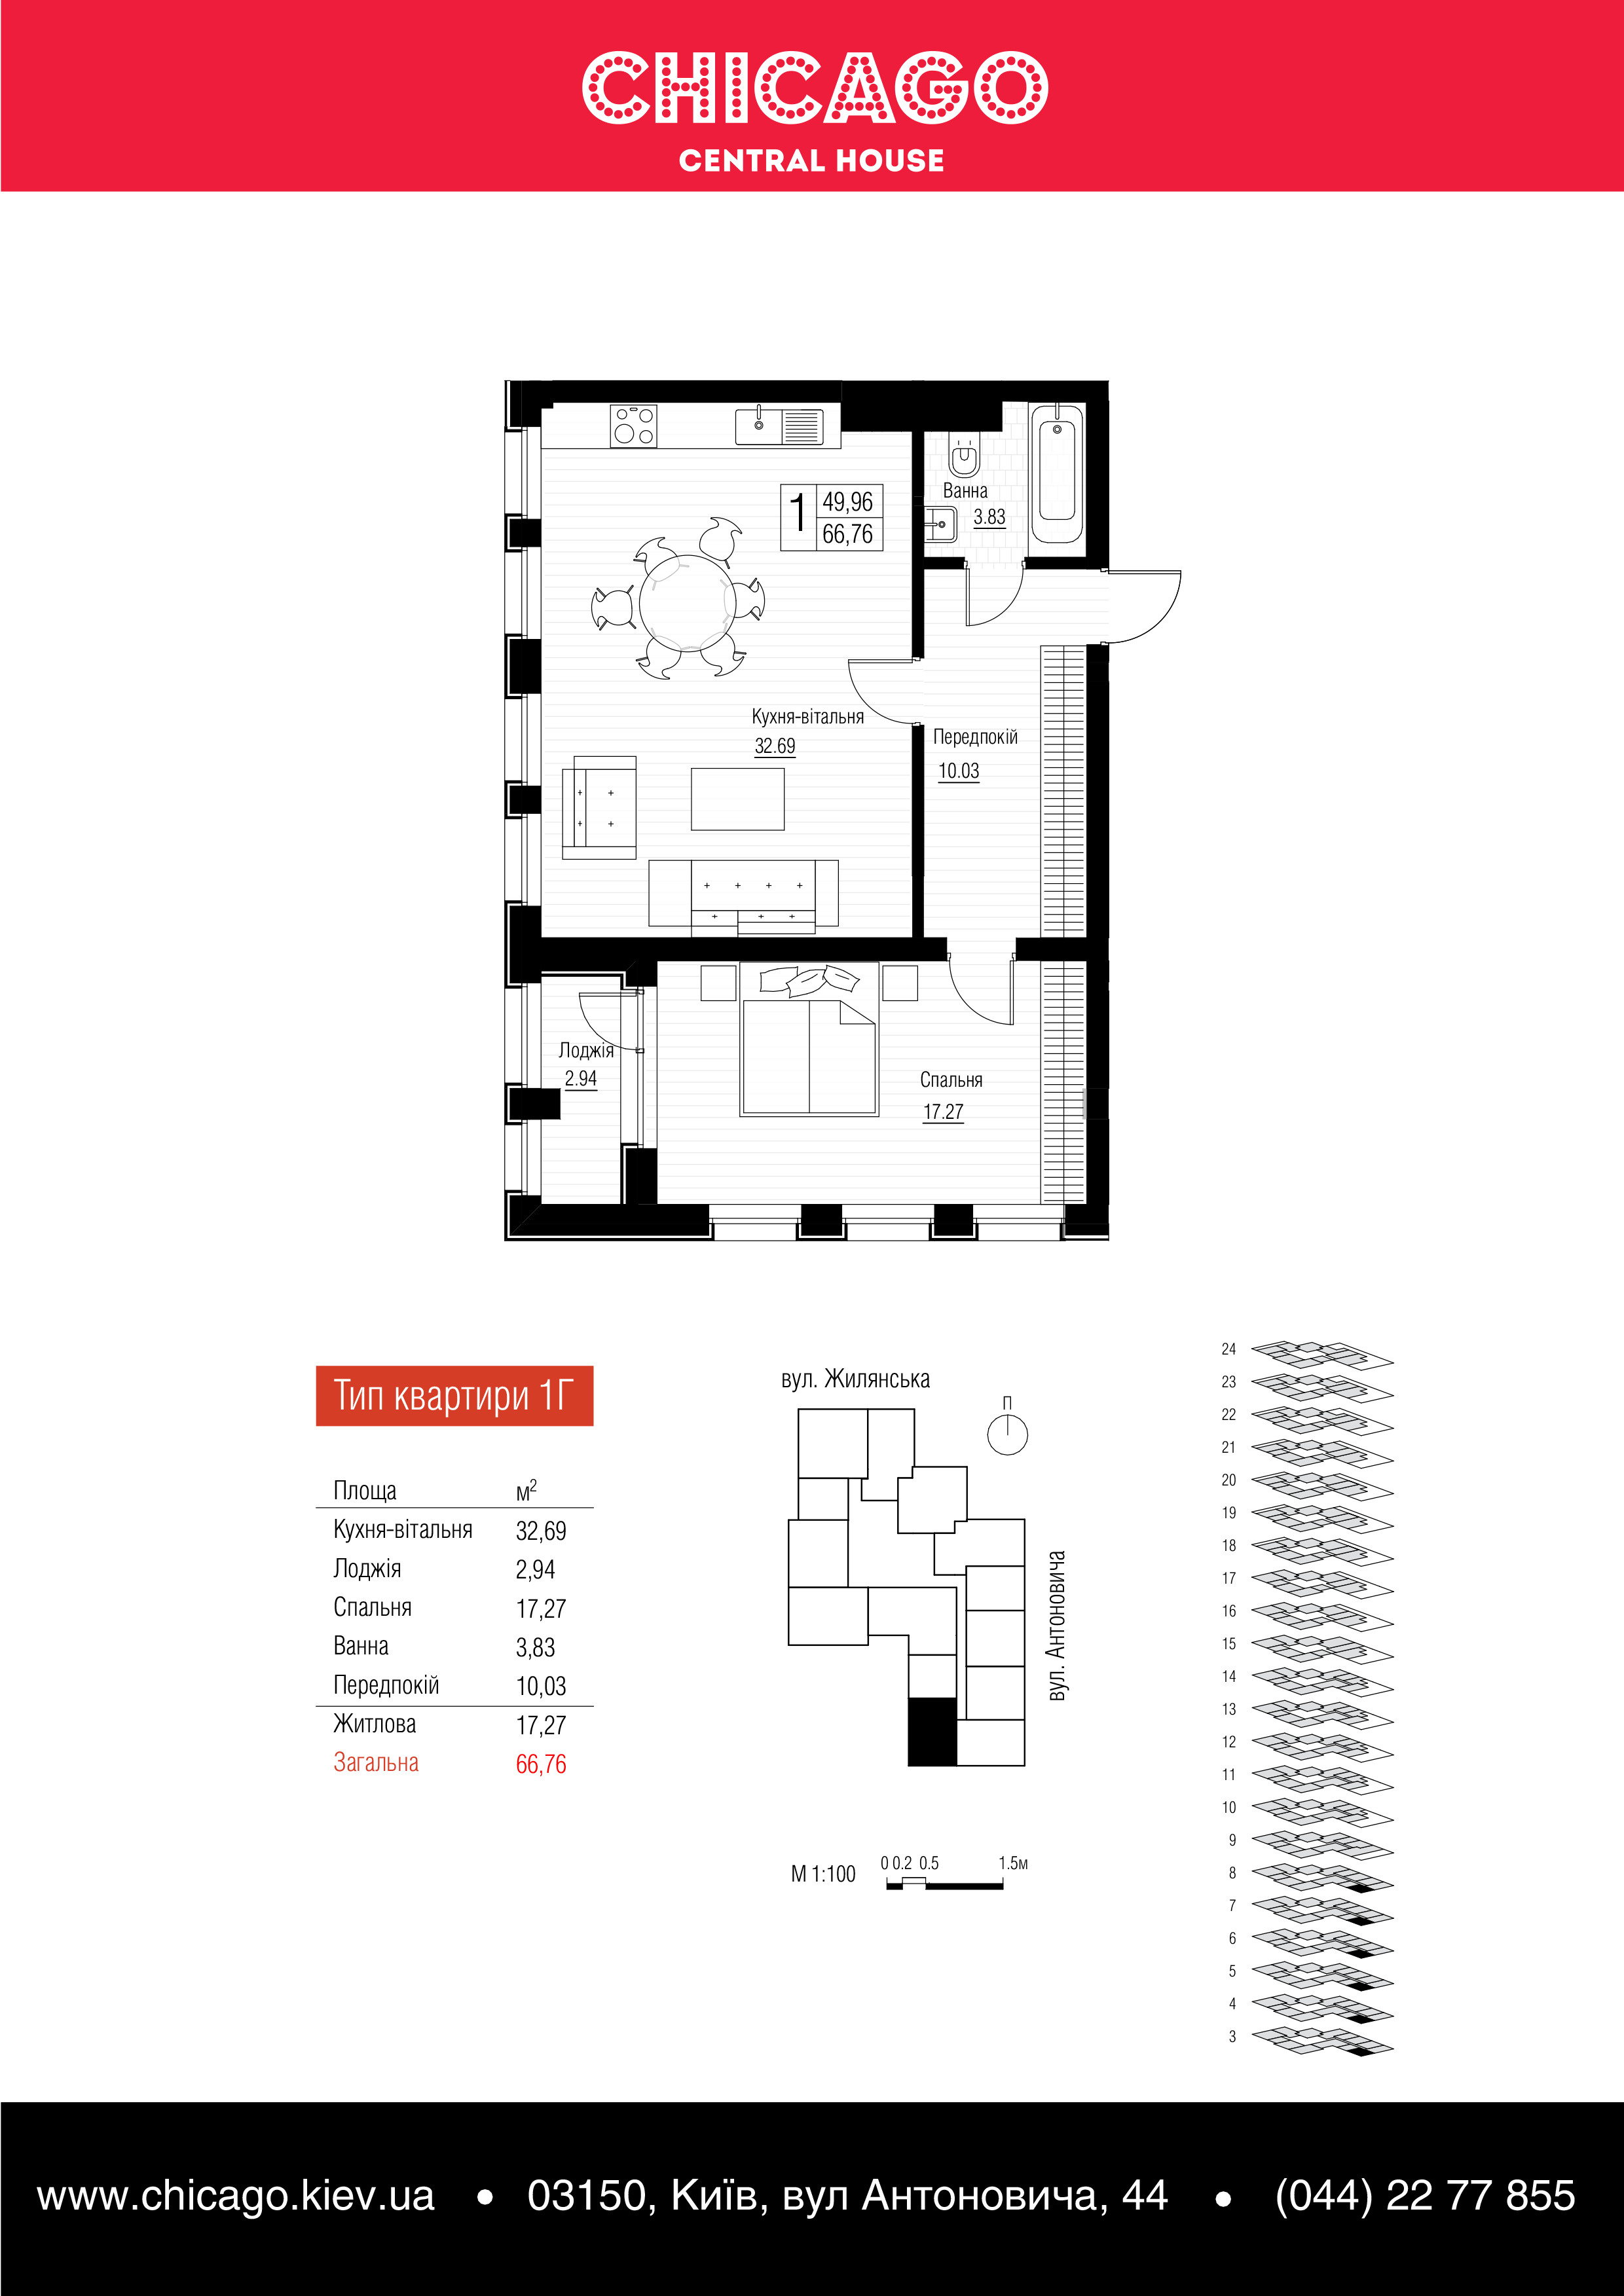 CHICAGO
CENTRAL HOUSE
1 49,96
66,76
Ванна
3.83
Кухня-вітальня
32.69
Передпокій
10.03
Лоджія
2.94
Спальня
17.27
Тип квартири 1Г
Площа м²
Кухня-вітальня 32,69
Лоджія 2,94
Спальня 17,27
Ванна 3,83
Передпокій 10,03
Житлова 17,27
Загальна 66,76
вул. Жилянська
П
вул. Антоновича
М 1:100
0 0.2 0.5 1.5м
24
23
22
21
20
19
18
17
16
15
14
13
12
11
10
9
8
7
6
5
4
3
www.chicago.kiev.ua • 03150, Київ, вул Антоновича, 44 • (044) 22 77 855